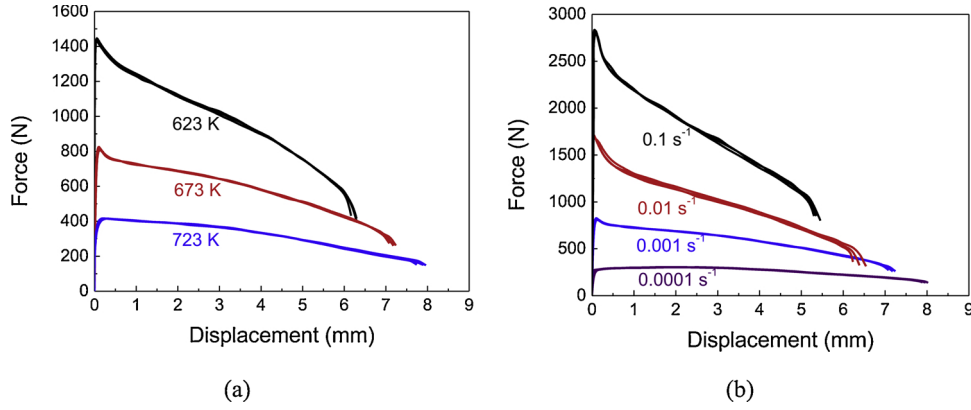 1600
1400
1200
1000
800
600
400
200
0
Force (N)
623 K
673 K
723 K
0 1 2 3 4 5 6 7 8 9
Displacement (mm)
(a)
3000
2500
2000
1500
1000
500
0
Force (N)
0.1 s⁻¹
0.01 s⁻¹
0.001 s⁻¹
0.0001 s⁻¹
0 1 2 3 4 5 6 7 8 9
Displacement (mm)
(b)